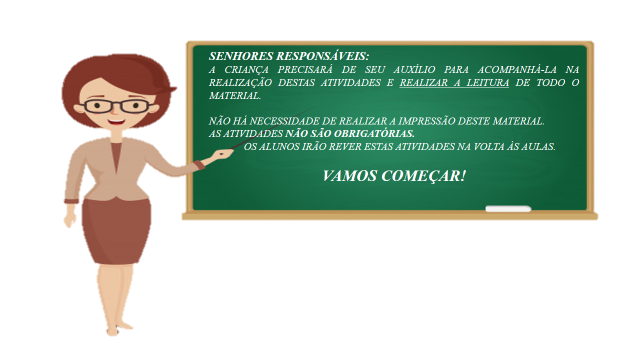 SENHORES RESPONSÁVEIS:
A CRIANÇA PRECISARÁ DE SEU AUXÍLIO PARA ACOMPANHÁ-LA NA
REALIZAÇÃO DESTAS ATIVIDADES E REALIZAR A LEITURA DE TODO O
MATERIAL.
NÃO HÁ NECESSIDADE DE REALIZAR A IMPRESSÃO DESTE MATERIAL.
AS ATIVIDADES NÃO SÃO OBRIGATÓRIAS.
OS ALUNOS IRÃO REVER ESTAS ATIVIDADES NA VOLTA ÀS AULAS.
VAMOS COMEÇAR!